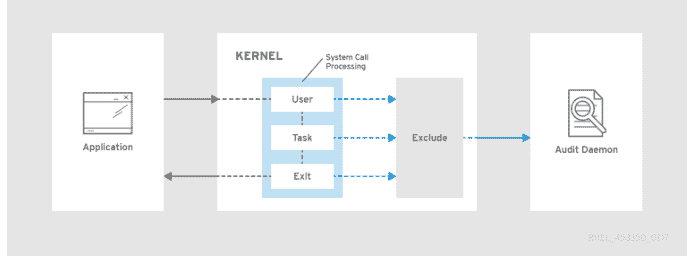 KERNEL
System Call
Processing
User
Task
Exit
Application
Exclude
Audit Daemon